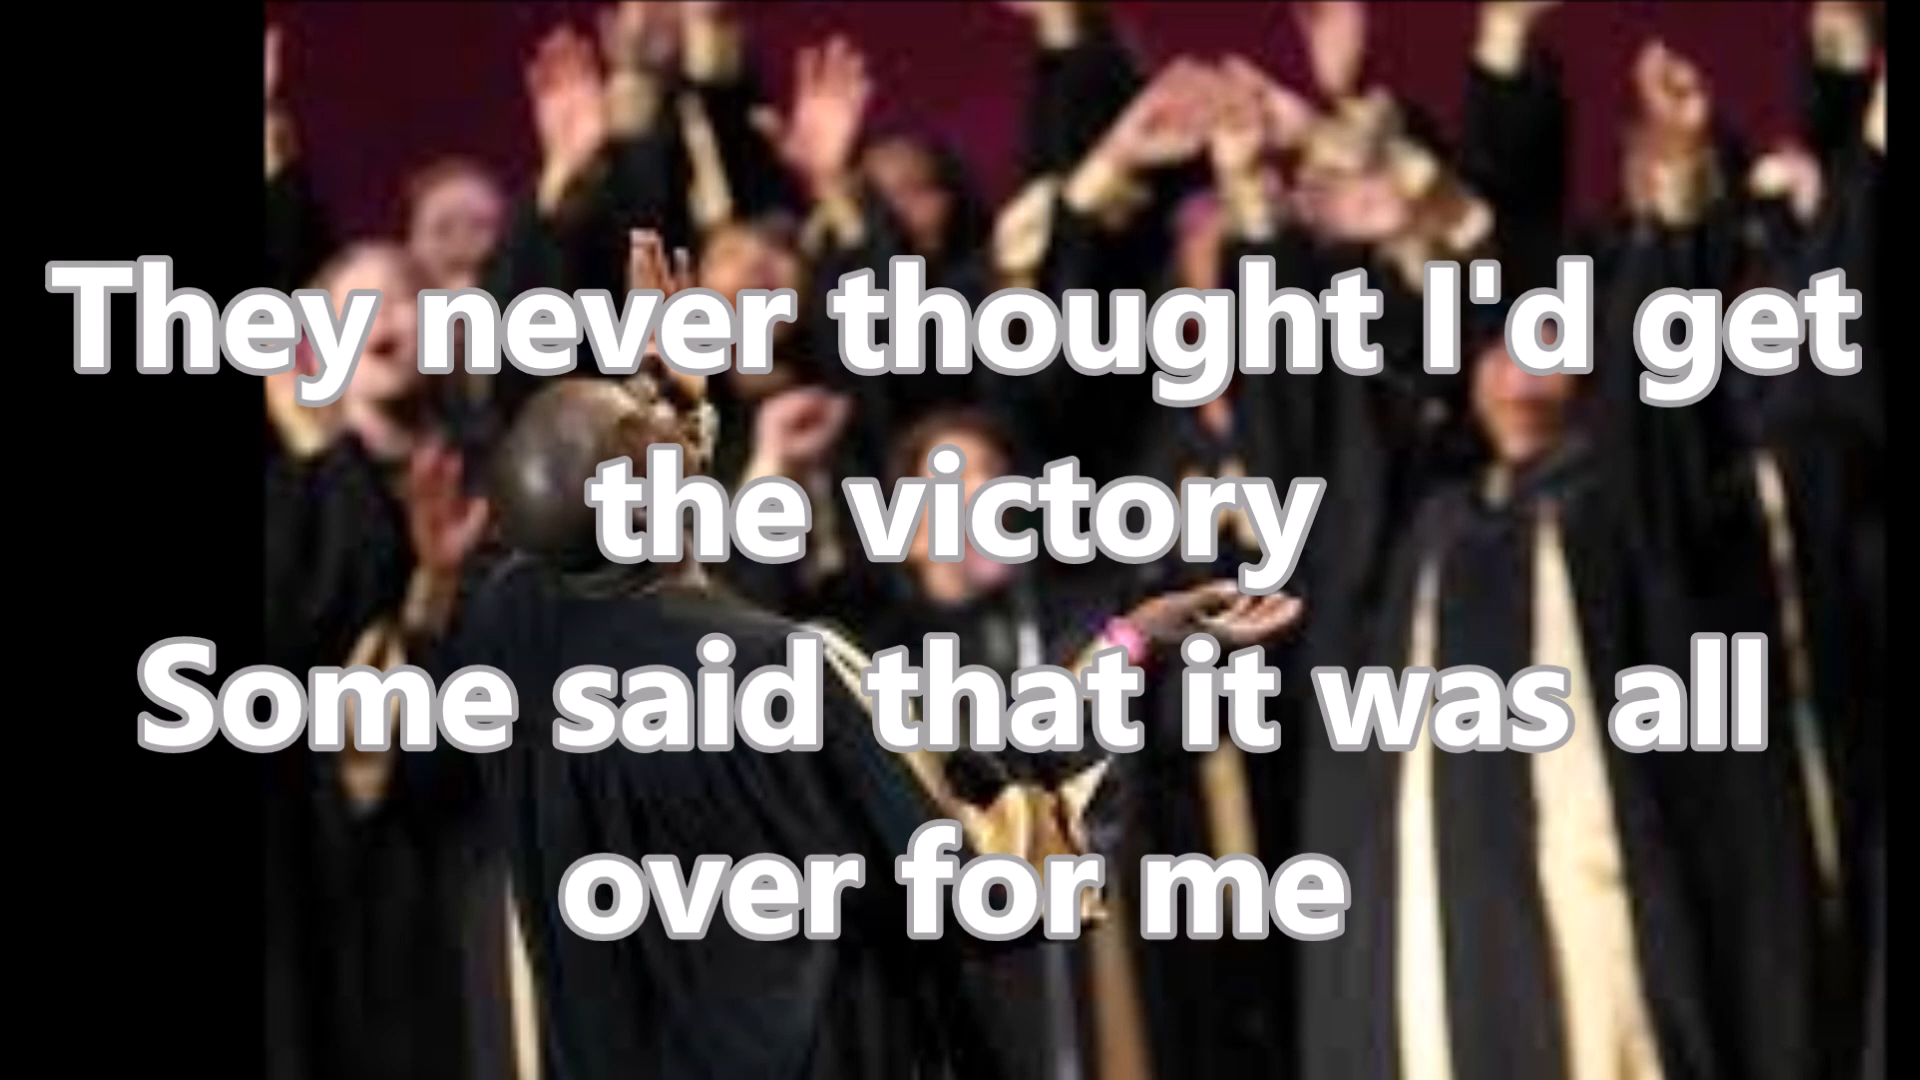 They never thought I'd get
the victory
Some said that it was all
over for me